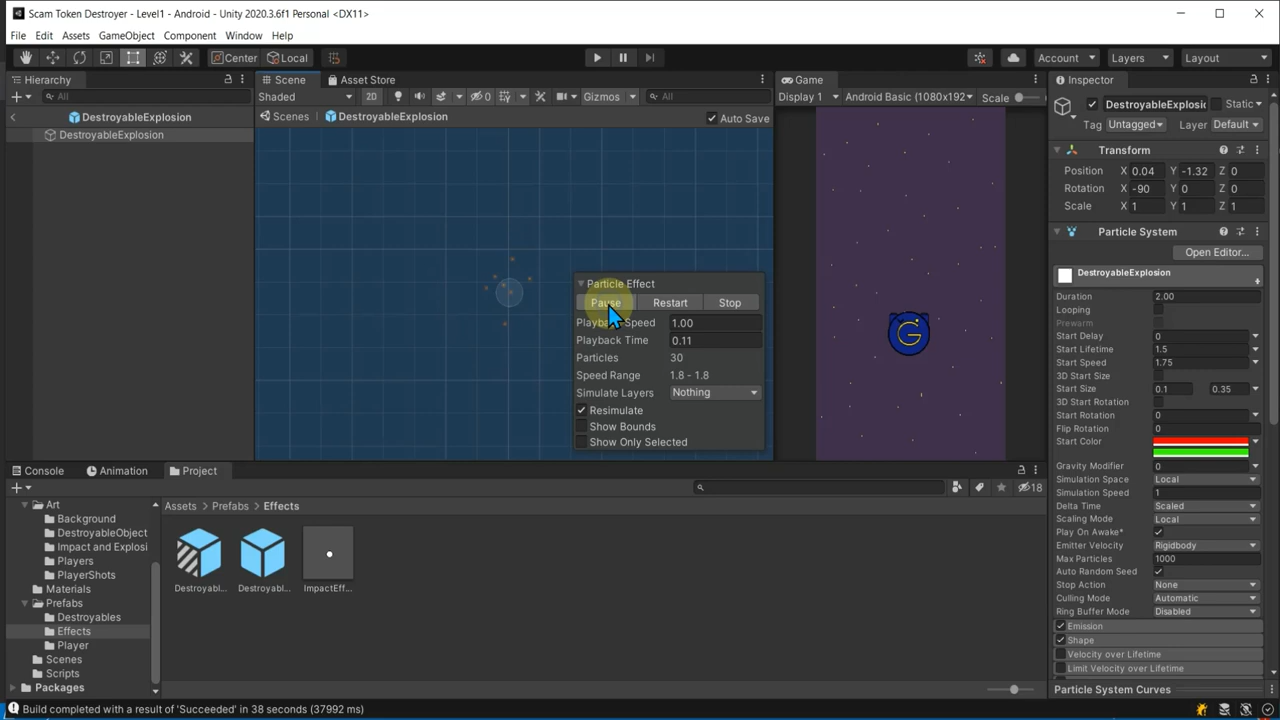 Scam Token Destroyer - Level1 - Android - Unity 2020.3.6f1 Personal <DX11>
File Edit Assets GameObject Component Window Help
Center Local Account Layers Layout
Hierarchy Scene Asset Store Game Inspector
All
Shaded 2D 0 Gizmos All
Display 1 Android Basic (1080x192 Scale
DestroyableExplosion
Scenes DestroyableExplosion Auto Save
DestroyableExplosion
DestroyableExplosic Static
Tag Untagged Layer Default
Transform
Position X 0.04 Y -1.32 Z 0
Rotation X -90 Y 0 Z 0
Scale X 1 Y 1 Z 1
Particle System
Open Editor...
DestroyableExplosion
Duration 2.00
Looping
Prewarm
Start Delay 0
Start Lifetime 1.5
Start Speed 1.75
3D Start Size
Start Size 0.1 0.35
3D Start Rotation
Start Rotation 0
Flip Rotation 0
Start Color
Gravity Modifier 0
Simulation Space Local
Simulation Speed 1
Delta Time Scaled
Scaling Mode Local
Play On Awake*
Emitter Velocity Rigidbody
Max Particles 1000
Auto Random Seed
Stop Action None
Culling Mode Automatic
Ring Buffer Mode Disabled
Emission
Shape
Velocity over Lifetime
Limit Velocity over Lifetime
Particle System Curves
Particle Effect
Pause Restart Stop
Playback Speed 1.00
Playback Time 0.11
Particles 30
Speed Range 1.8 - 1.8
Simulate Layers Nothing
Resimulate
Show Bounds
Show Only Selected
G
Console Animation Project
18
Art
Background
DestroyableObject
Impact and Explosi
Players
PlayerShots
Materials
Prefabs
Destroyables
Effects
Player
Scenes
Scripts
Packages
Assets Prefabs Effects
Destroyabl... Destroyabl... ImpactEff...
Build completed with a result of 'Succeeded' in 38 seconds (37992 ms)